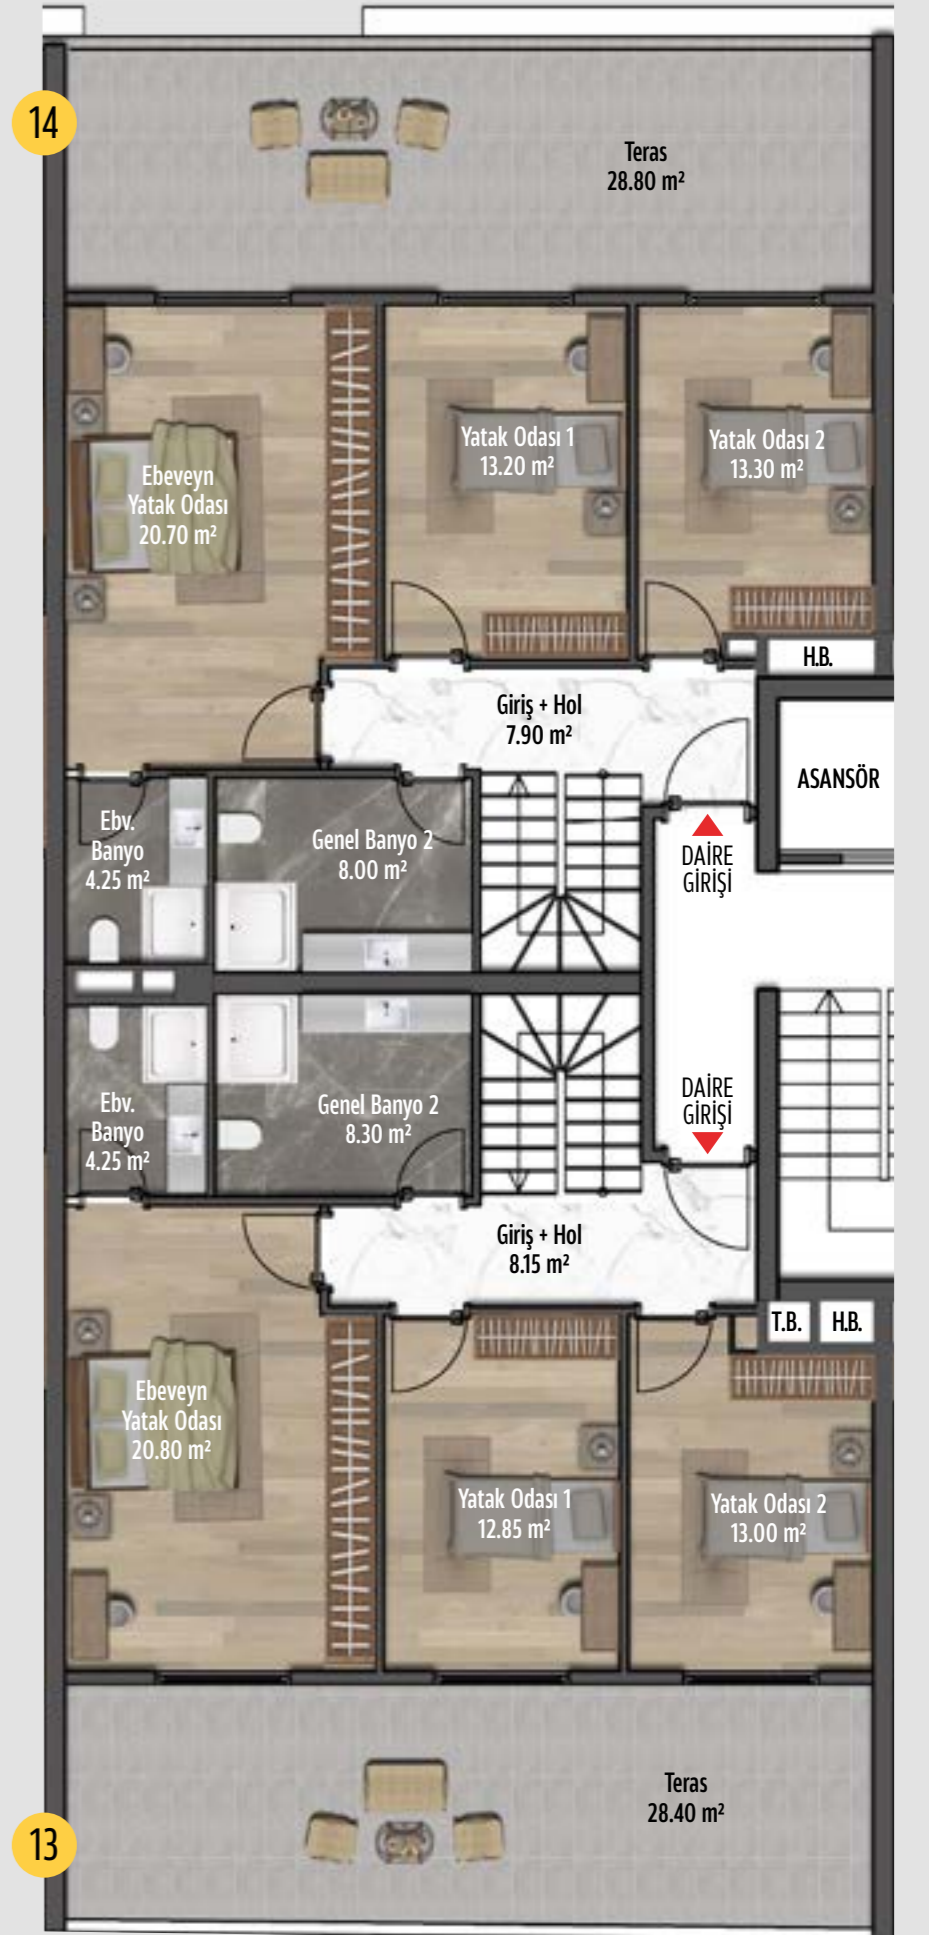 14
Teras
28.80 m²
Ebeveyn
Yatak Odası
20.70 m²
Yatak Odası 1
13.20 m²
Yatak Odası 2
13.30 m²
H.B.
Giriş + Hol
7.90 m²
ASANSÖR
Ebv.
Banyo
4.25 m²
Genel Banyo 2
8.00 m²
DAİRE
GİRİŞİ
Ebv.
Banyo
4.25 m²
Genel Banyo 2
8.30 m²
DAİRE
GİRİŞİ
Giriş + Hol
8.15 m²
T.B.
H.B.
Ebeveyn
Yatak Odası
20.80 m²
Yatak Odası 1
12.85 m²
Yatak Odası 2
13.00 m²
Teras
28.40 m²
13